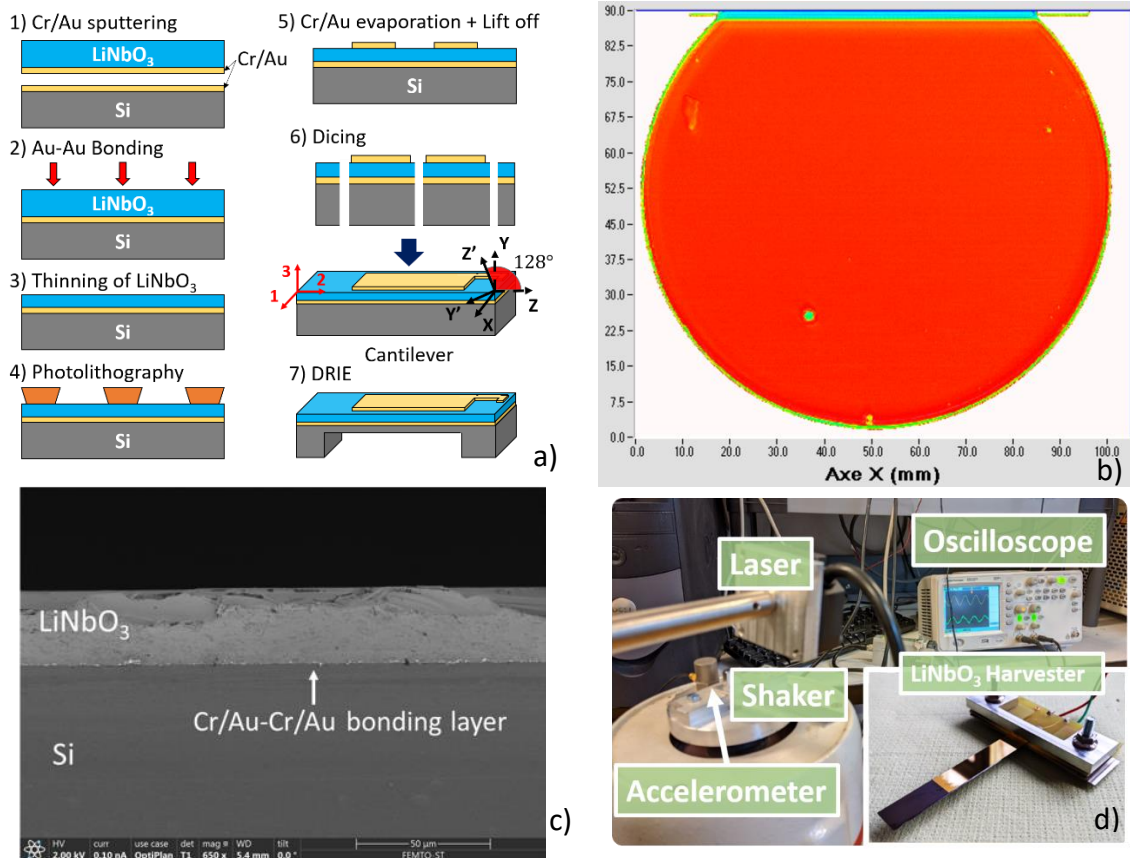 1) Cr/Au sputtering
LiNbO₃
Cr/Au
Si
2) Au-Au Bonding
LiNbO₃
Si
3) Thinning of LiNbO₃
Si
4) Photolithography
Si
5) Cr/Au evaporation + Lift off
Si
6) Dicing
3
2
1
Z'
Y
128°
Y'
X
Z
Cantilever
7) DRIE
a)
90.0
82.5
75.0
67.5
60.0
52.5
45.0
37.5
30.0
22.5
15.0
7.5
0.0
0.0 10.0 20.0 30.0 40.0 50.0 60.0 70.0 80.0 90.0 100.0
Axe X (mm)
b)
LiNbO₃
Cr/Au-Cr/Au bonding layer
Si
HV curr use case det mag WD tilt 50 µm
2.00 kV 0.10 nA OptiPlan T1 650 x 5.4 mm 0.0 ° FEMTO-ST
c)
Laser
Oscilloscope
LiNbO₃ Harvester
Shaker
Accelerometer
d)